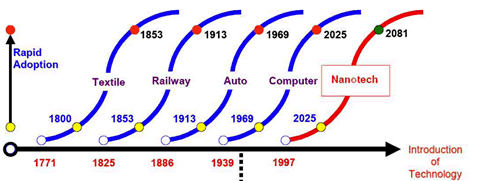 1853 1913 1969 2025 2081
Rapid
Adoption
Textile Railway Auto Computer Nanotech
1800 1853 1913 1969 2025
1771 1825 1886 1939 1997
Introduction
of
Technology